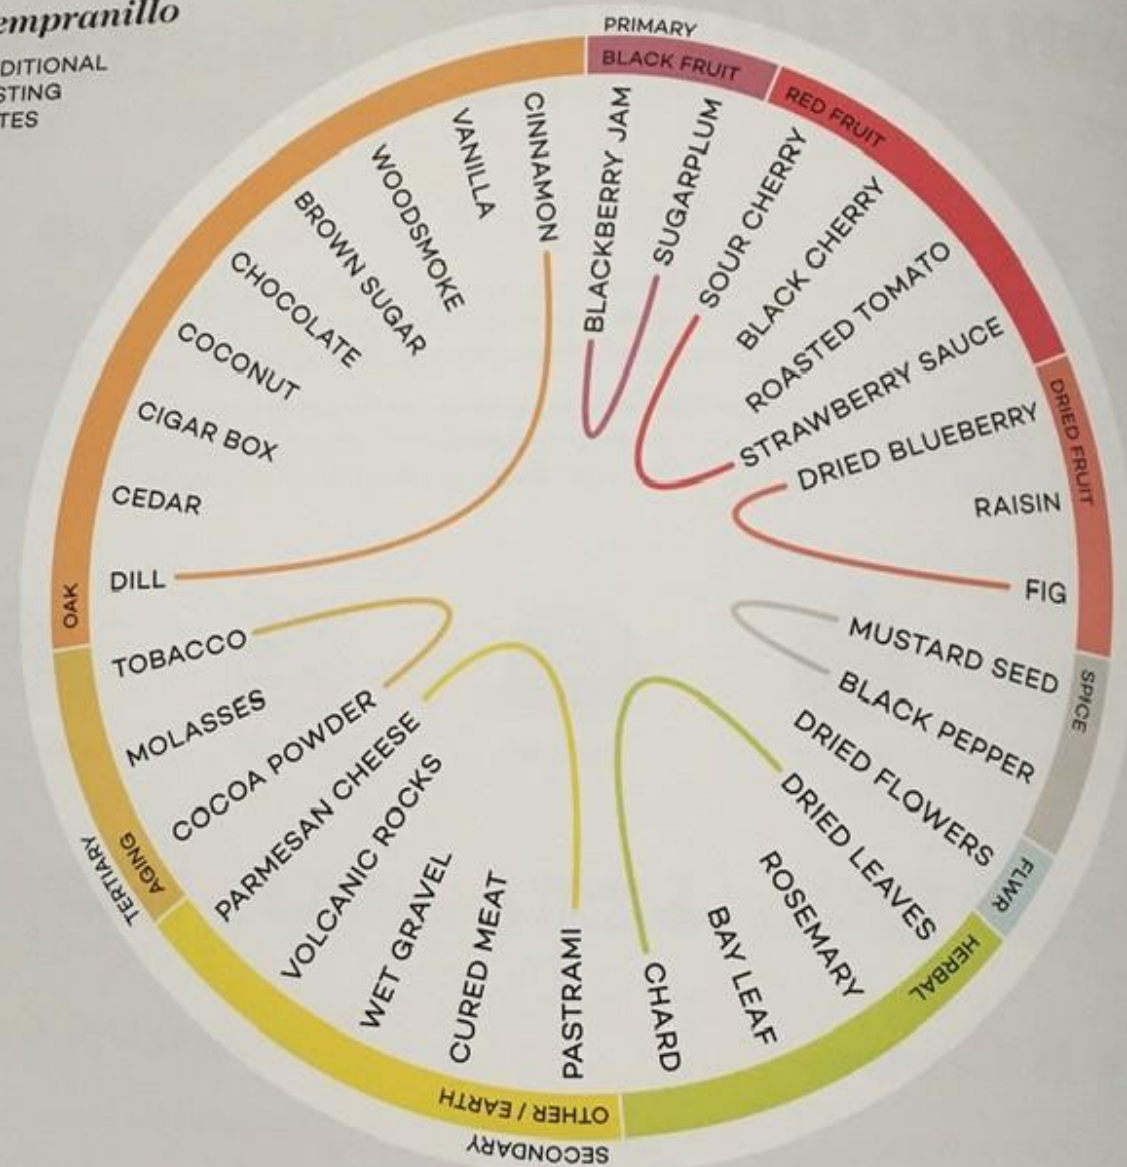 empranillo
DITIONAL
STING
TES
PRIMARY
BLACK FRUIT
BLACKBERRY JAM
SUGARPLUM
RED FRUIT
SOUR CHERRY
BLACK CHERRY
ROASTED TOMATO
STRAWBERRY SAUCE
DRIED FRUIT
DRIED BLUEBERRY
RAISIN
FIG
SPICE
MUSTARD SEED
BLACK PEPPER
FLWR
DRIED FLOWERS
HERBAL
DRIED LEAVES
ROSEMARY
BAY LEAF
CHARD
SECONDARY
OTHER / EARTH
PASTRAMI
CURED MEAT
WET GRAVEL
VOLCANIC ROCKS
PARMESAN CHEESE
TERTIARY
AGING
COCOA POWDER
MOLASSES
TOBACCO
OAK
DILL
CEDAR
CIGAR BOX
COCONUT
CHOCOLATE
BROWN SUGAR
WOODSMOKE
VANILLA
CINNAMON